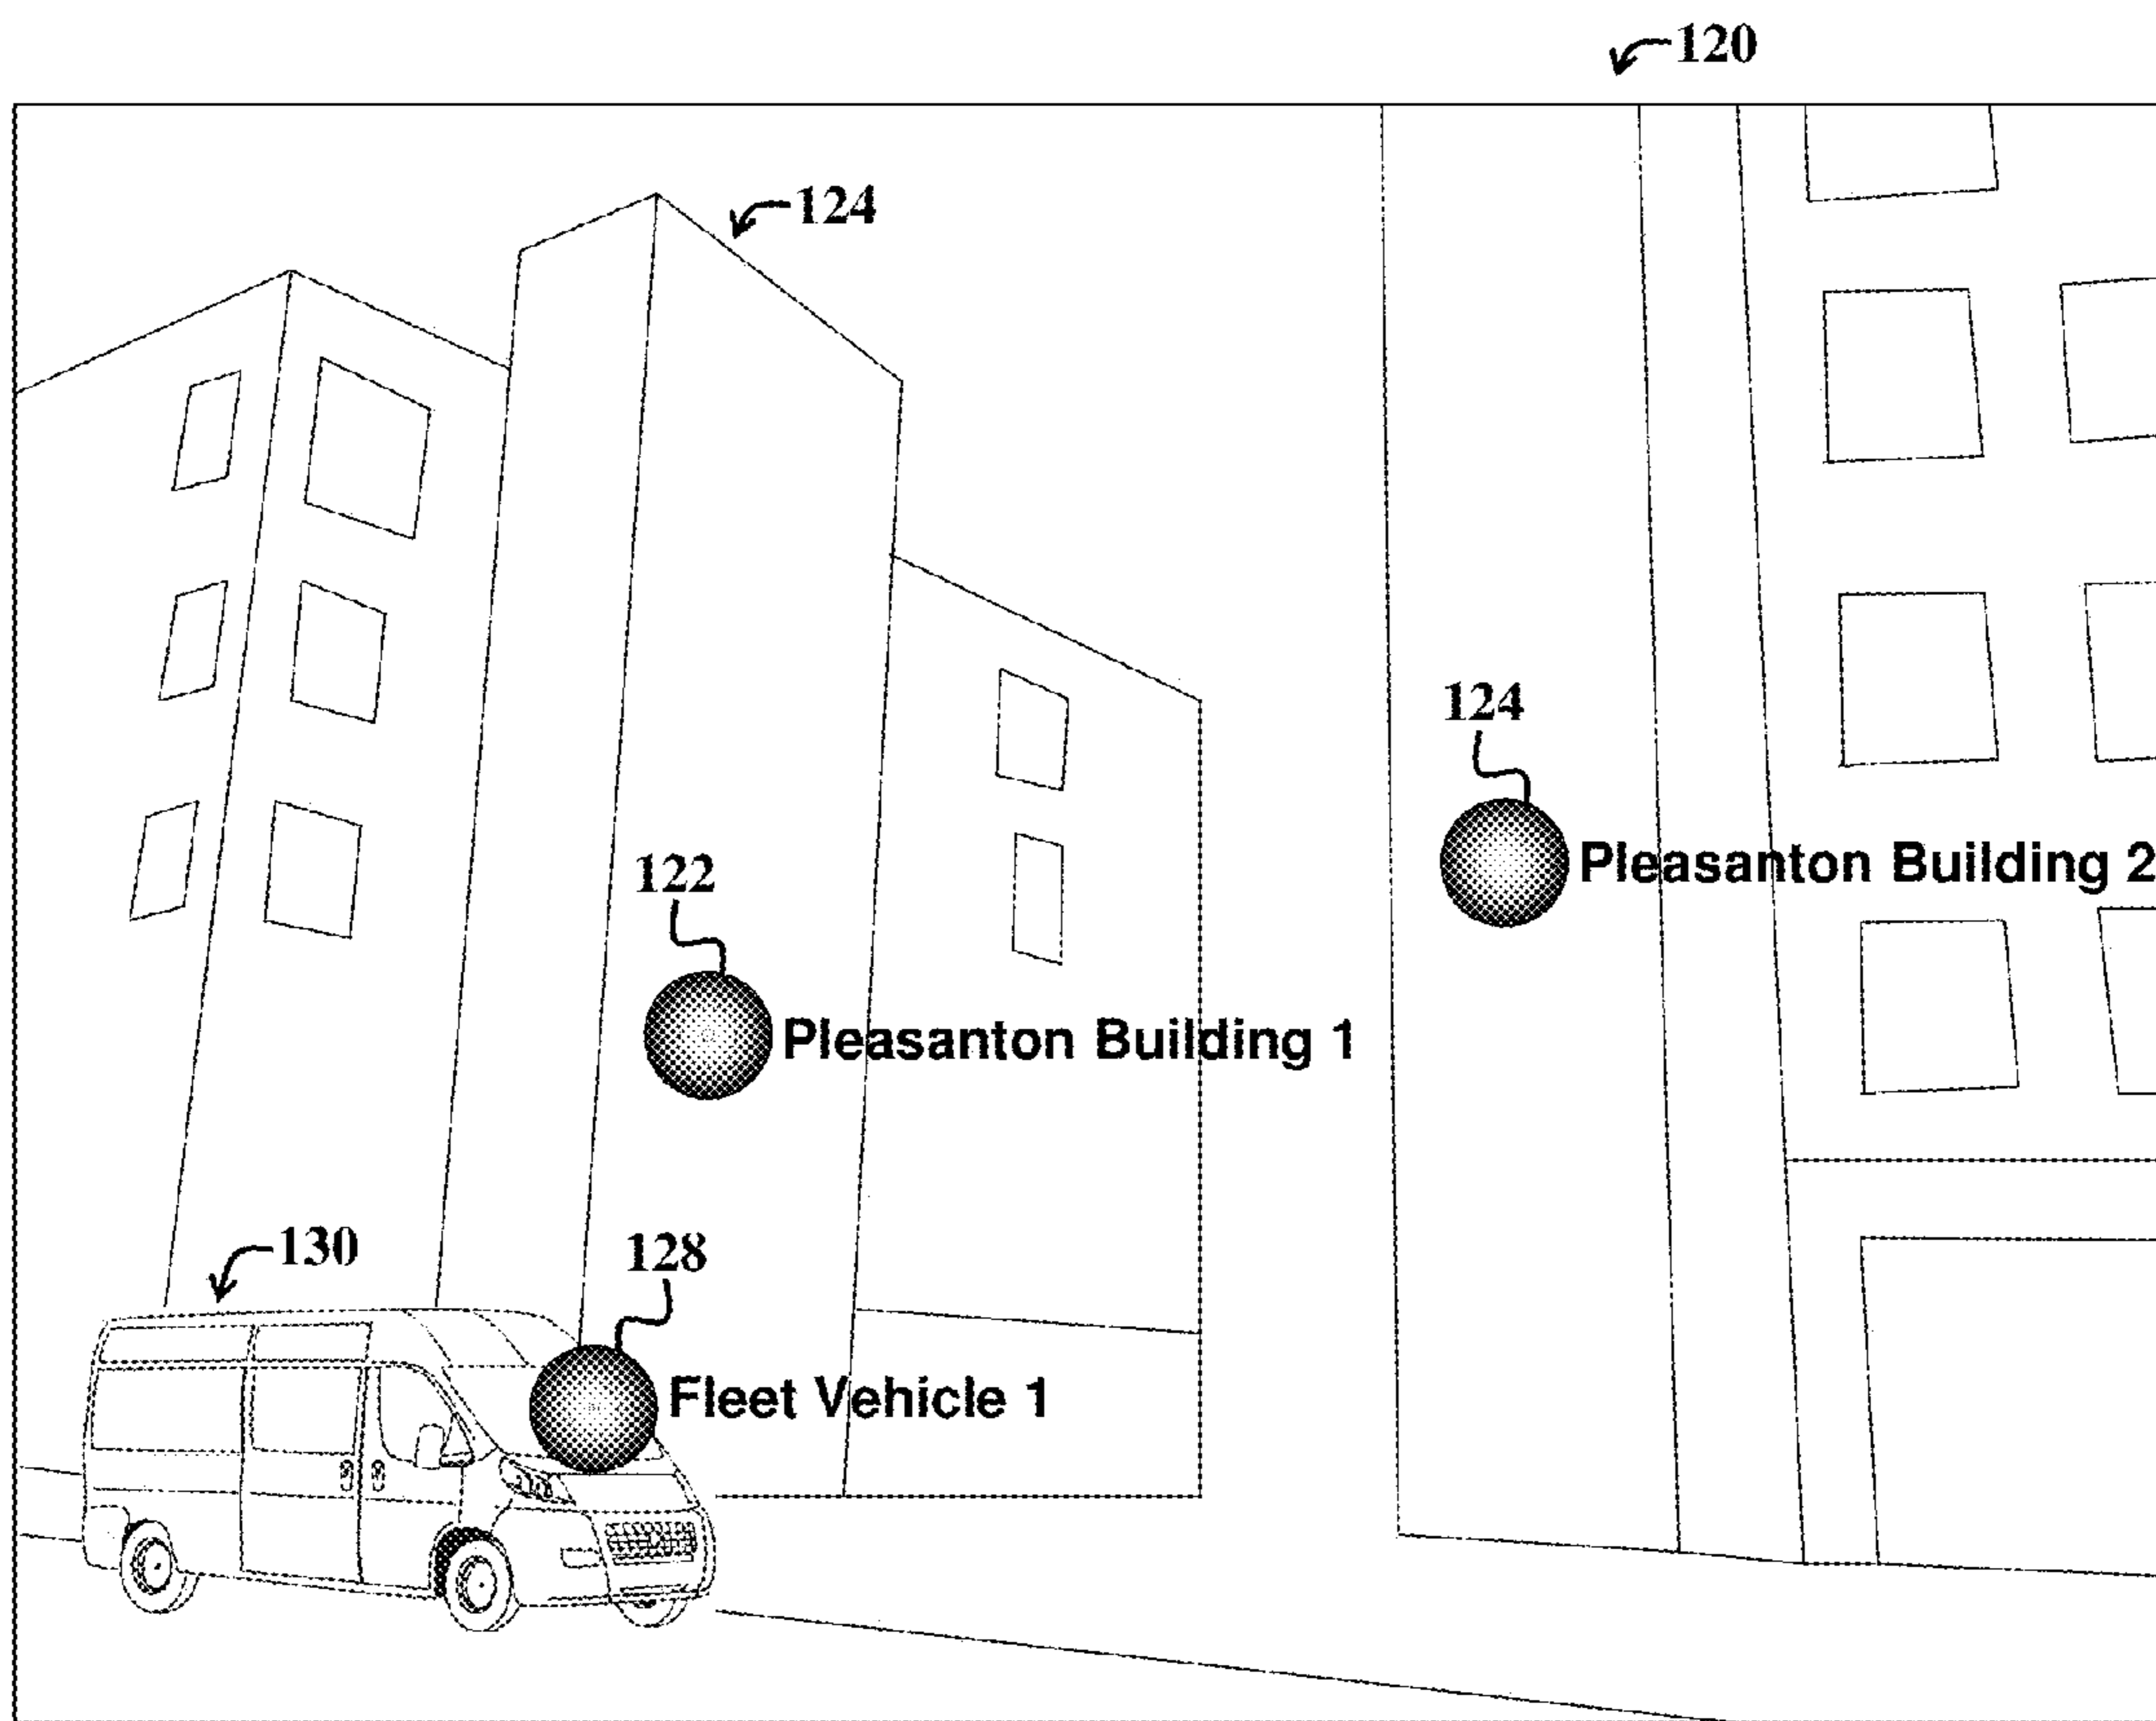 120
124
124
Pleasanton Building 2
122
Pleasanton Building 1
130
128
Fleet Vehicle 1